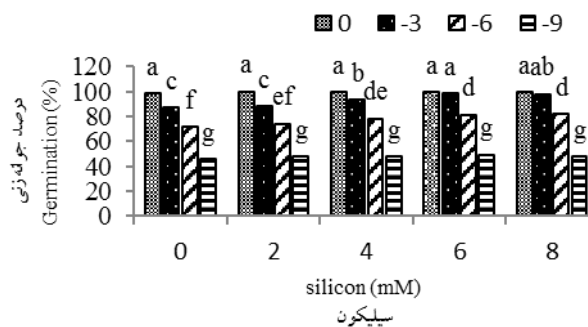 0 -3 -6 -9
درصد جوانه‌زنی
Germination (%)
120
100
80
60
40
20
0
a c f g
a c ef g
a b de g
a a d g
a ab d g
0 2 4 6 8
silicon (mM)
سیلیکون